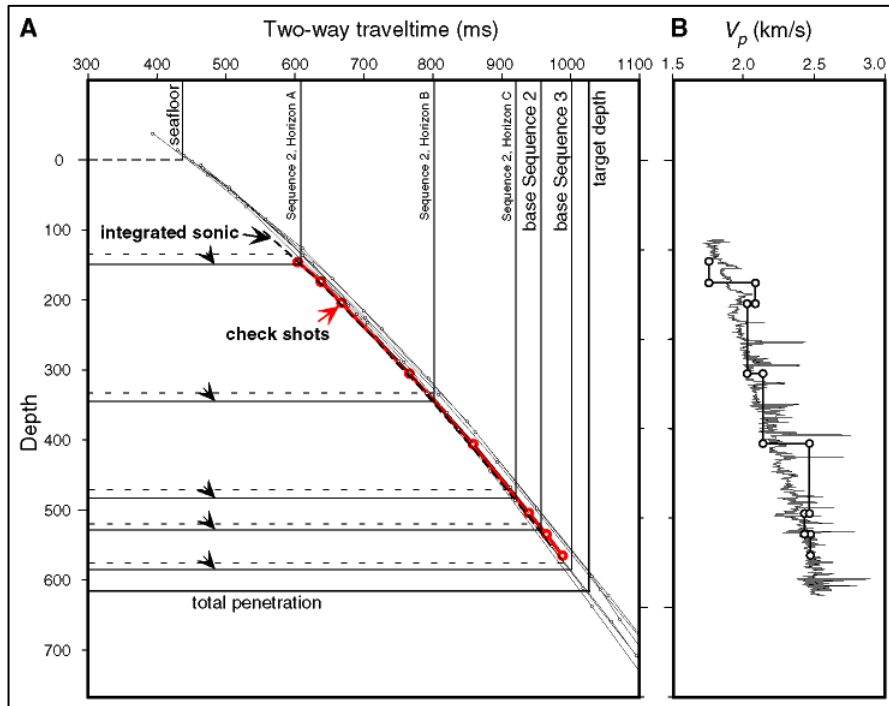 A
Two-way traveltime (ms)
300 400 500 600 700 800 900 1000 1100
seafloor
Sequence 2, Horizon A
Sequence 2, Horizon B
Sequence 2, Horizon C
base Sequence 2
base Sequence 3
target depth
Depth
0
100
200
300
400
500
600
700
integrated sonic
check shots
total penetration
B
Vp (km/s)
1.5 2.0 2.5 3.0